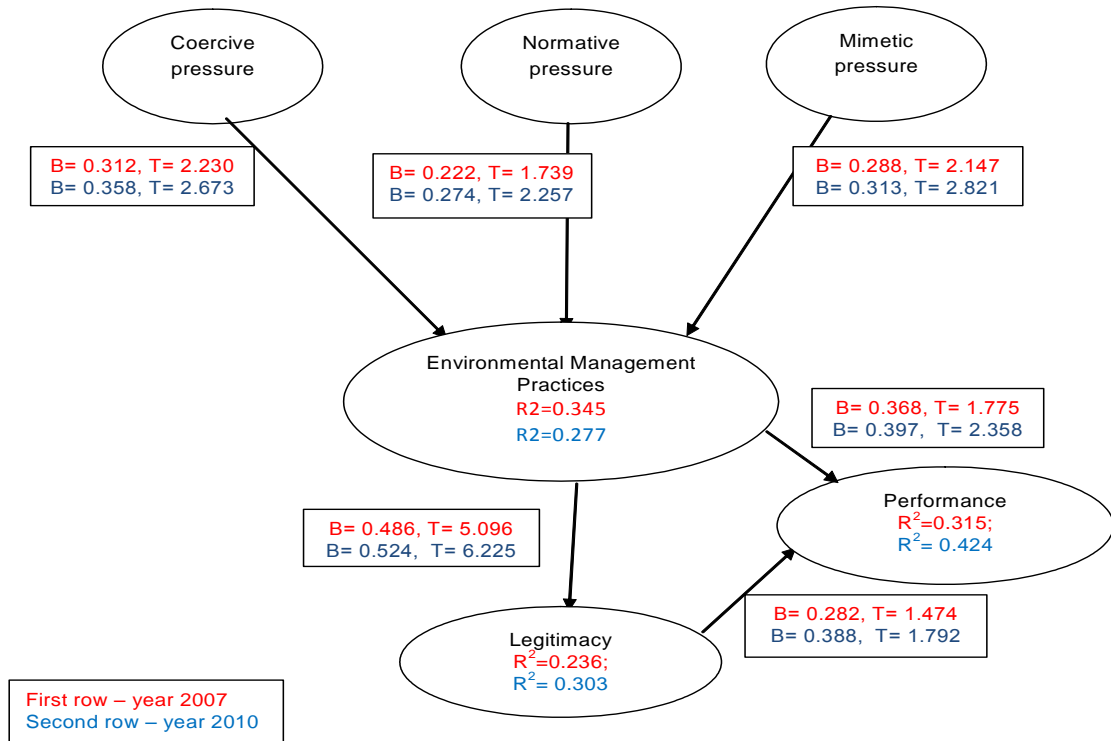 Coercive
pressure
Normative
pressure
Mimetic
pressure
B= 0.312, T= 2.230
B= 0.358, T= 2.673
B= 0.222, T= 1.739
B= 0.274, T= 2.257
B= 0.288, T= 2.147
B= 0.313, T= 2.821
Environmental Management
Practices
R2=0.345
R2=0.277
B= 0.368, T= 1.775
B= 0.397, T= 2.358
Performance
R²=0.315;
R²= 0.424
B= 0.486, T= 5.096
B= 0.524, T= 6.225
B= 0.282, T= 1.474
B= 0.388, T= 1.792
Legitimacy
R²=0.236;
R²= 0.303
First row – year 2007
Second row – year 2010